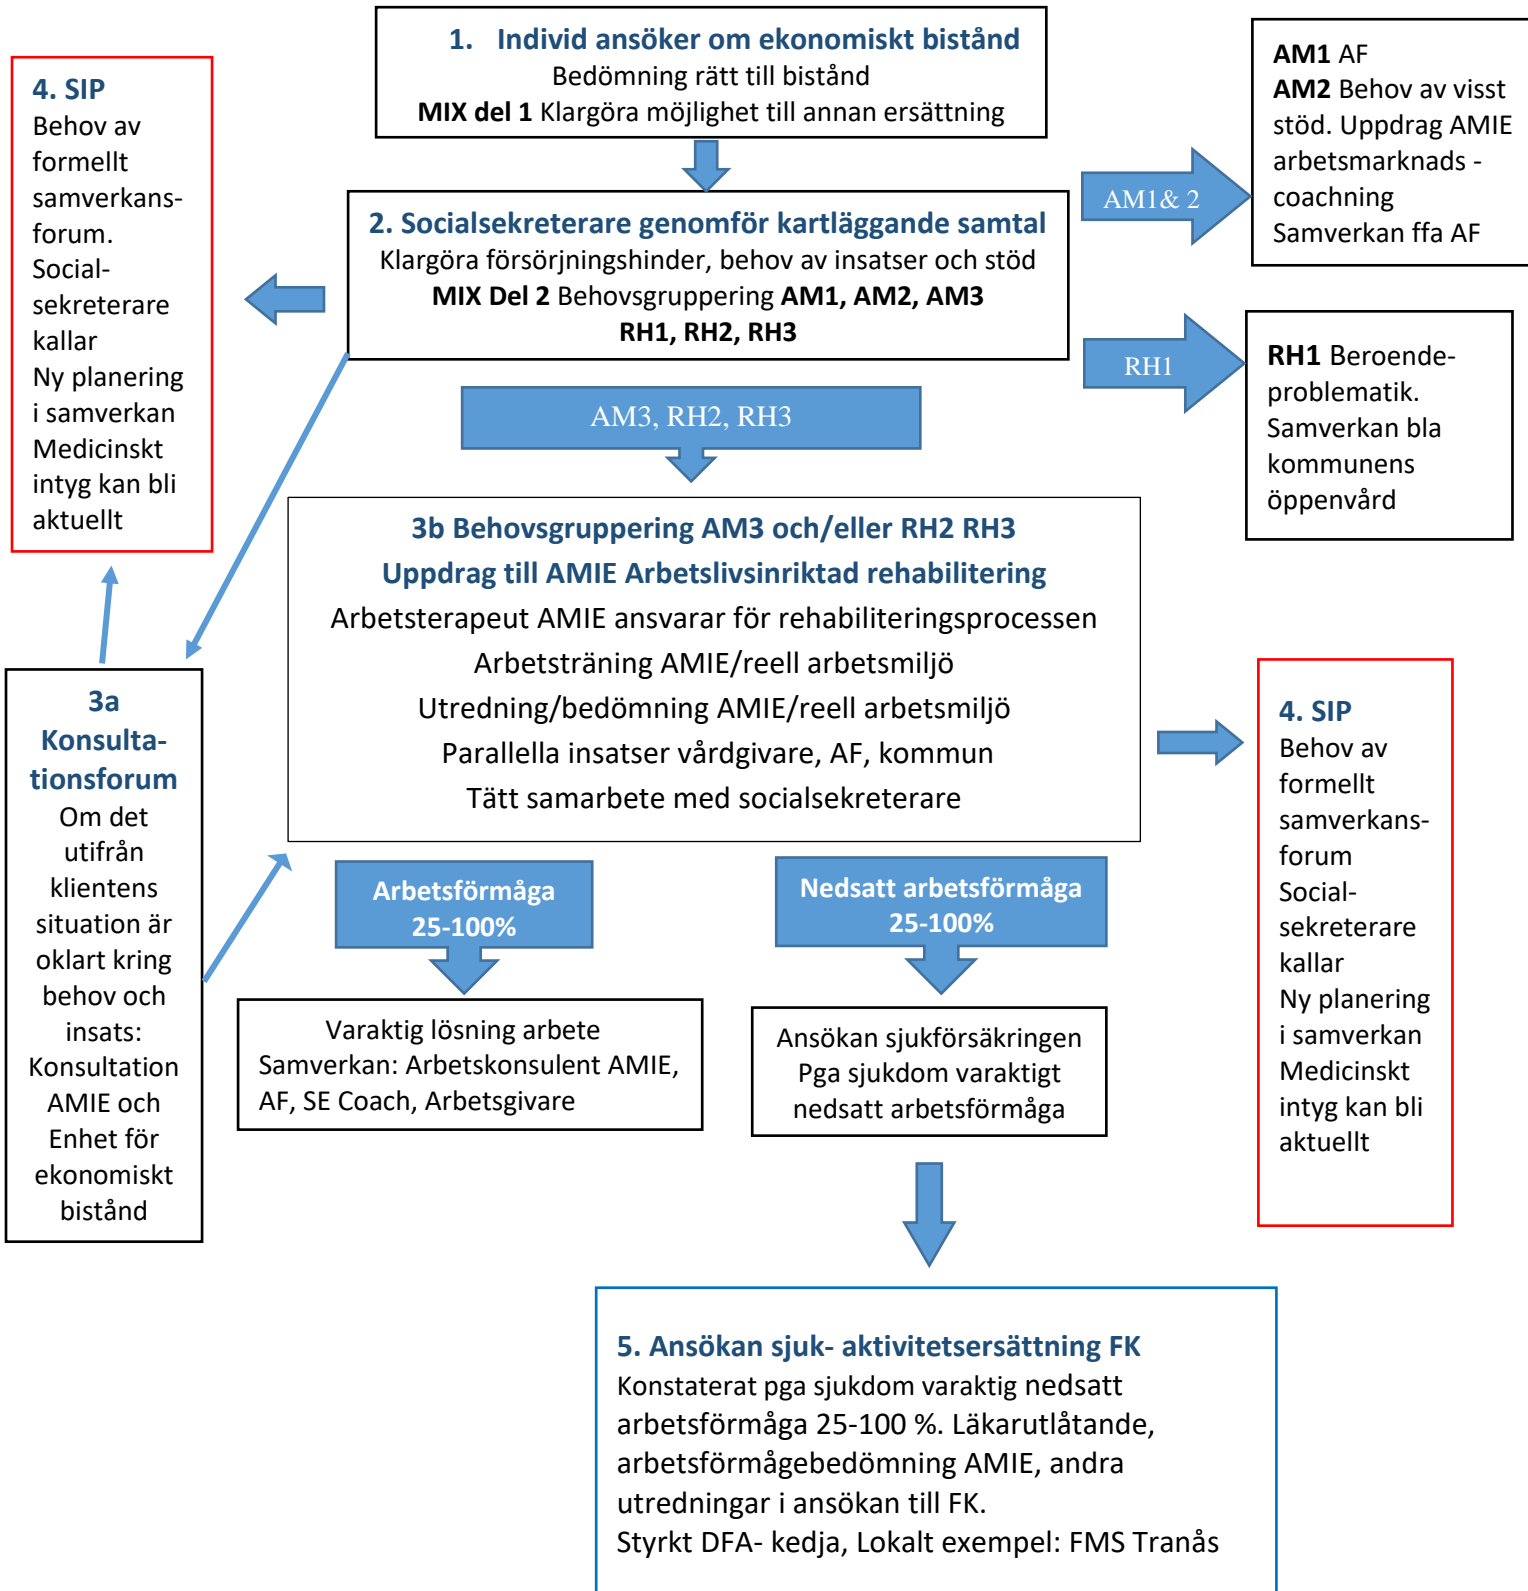 1. Individ ansöker om ekonomiskt bistånd
Bedömning rätt till bistånd
MIX del 1 Klargöra möjlighet till annan ersättning
AM1 AF
AM2 Behov av visst
stöd. Uppdrag AMIE
arbetsmarknads -
coachning
Samverkan ffa AF
4. SIP
Behov av
formellt
samverkans-
forum.
Social-
sekreterare
kallar
Ny planering
i samverkan
Medicinskt
intyg kan bli
aktuellt
AM1& 2
2. Socialsekreterare genomför kartläggande samtal
Klargöra försörjningshinder, behov av insatser och stöd
MIX Del 2 Behovsgruppering AM1, AM2, AM3
RH1, RH2, RH3
RH1
RH1 Beroende-
problematik.
Samverkan bla
kommunens
öppenvård
AM3, RH2, RH3
3b Behovsgruppering AM3 och/eller RH2 RH3
Uppdrag till AMIE Arbetslivsinriktad rehabilitering
Arbetsterapeut AMIE ansvarar för rehabiliteringsprocessen
Arbetsträning AMIE/reell arbetsmiljö
Utredning/bedömning AMIE/reell arbetsmiljö
Parallella insatser vårdgivare, AF, kommun
Tätt samarbete med socialsekreterare
3a
Konsulta-
tionsforum
Om det
utifrån
klientens
situation är
oklart kring
behov och
insats:
Konsultation
AMIE och
Enhet för
ekonomiskt
bistånd
4. SIP
Behov av
formellt
samverkans-
forum
Social-
sekreterare
kallar
Ny planering
i samverkan
Medicinskt
intyg kan bli
aktuellt
Arbetsförmåga
25-100%
Nedsatt arbetsförmåga
25-100%
Varaktig lösning arbete
Samverkan: Arbetskonsulent AMIE,
AF, SE Coach, Arbetsgivare
Ansökan sjukförsäkringen
Pga sjukdom varaktigt
nedsatt arbetsförmåga
5. Ansökan sjuk- aktivitetsersättning FK
Konstaterat pga sjukdom varaktig nedsatt
arbetsförmåga 25-100 %. Läkarutlåtande,
arbetsförmågebedömning AMIE, andra
utredningar i ansökan till FK.
Styrkt DFA- kedja, Lokalt exempel: FMS Tranås